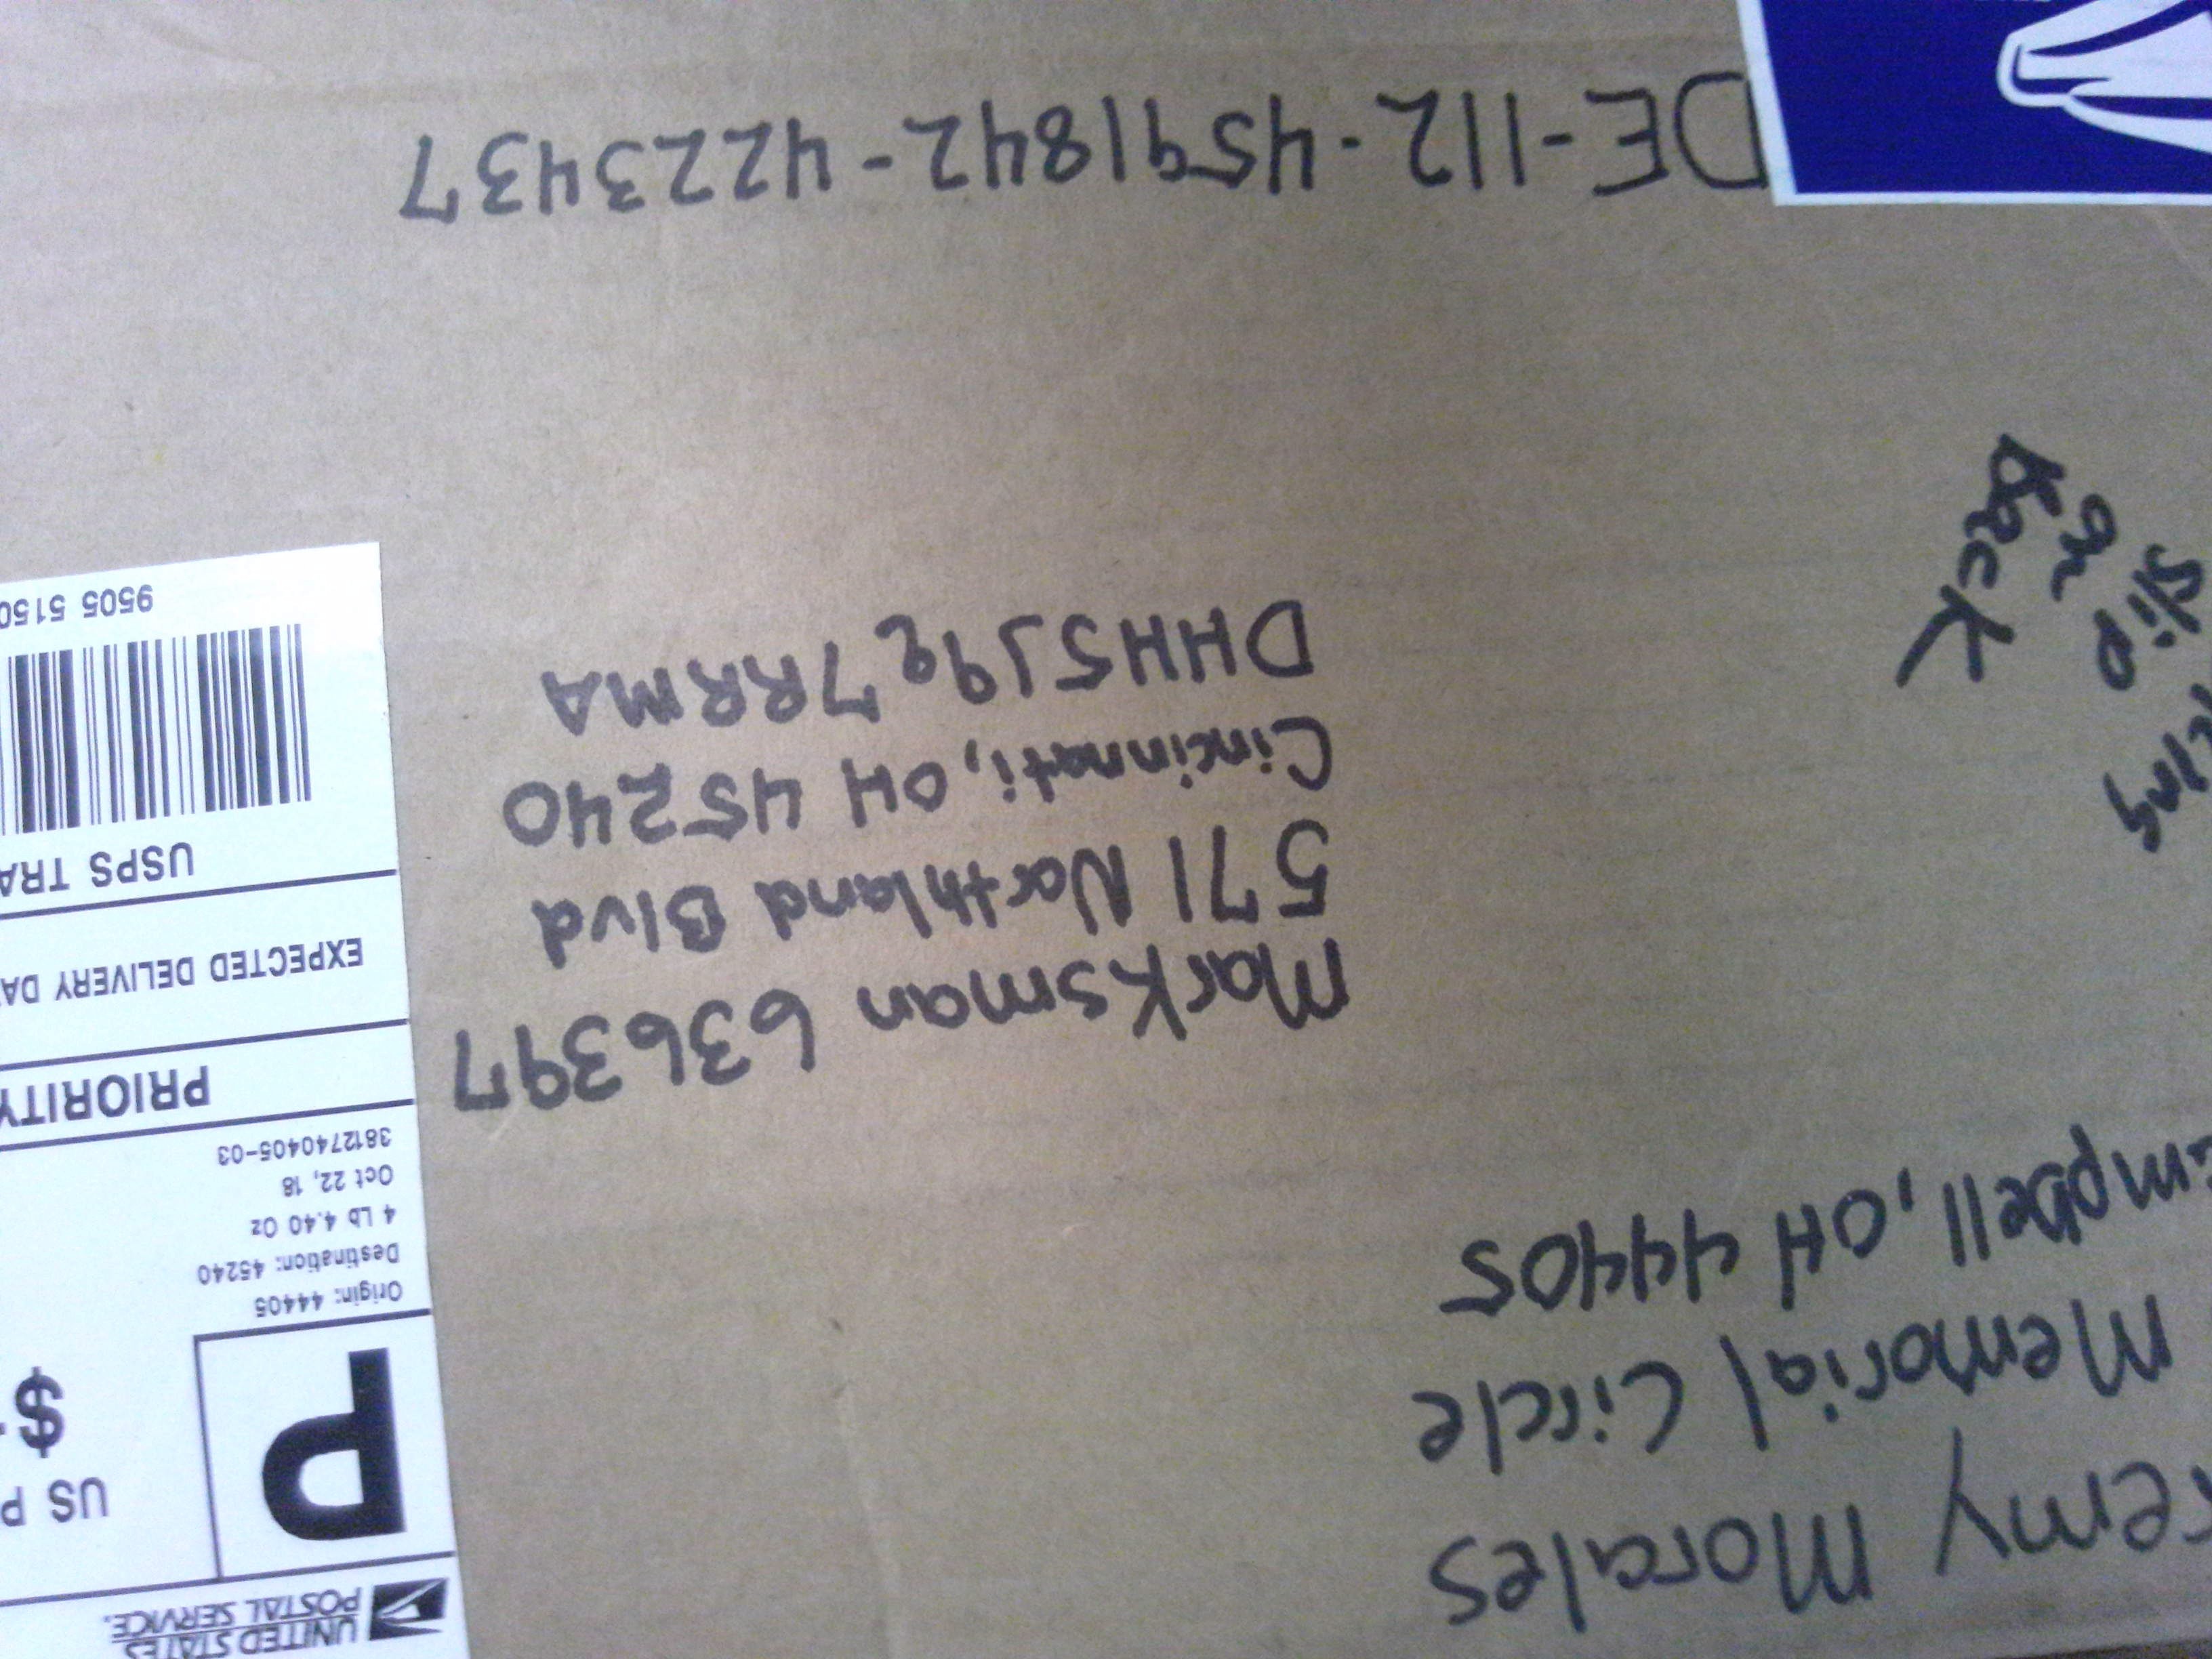 Morales
Memorial Circle
OH 44405
Slip
on
Back
Marksman 636397
571 Northland Blvd
Cincinnati, OH 45240
DHH5J9q7RRMA
DE-112-4591842-4223437
UNITED STATES
POSTAL SERVICE.
P
US P
$
Origin: 44405
Destination: 45240
4 Lb 4.40 Oz
Oct 22, 18
3812740405-03
PRIORITY
EXPECTED DELIVERY DA
USPS TRA
9505 5150